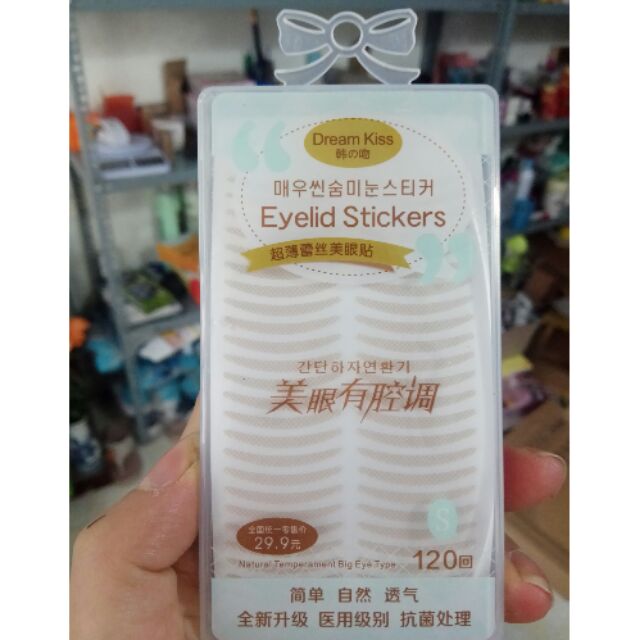 Dream Kiss
韩の吻
매우씬숨미눈스티커
Eyelid Stickers
超薄蕾丝美眼贴
간단하자연환기
美眼有腔调
S
全国统一零售价
29.9元
120回
Natural Temperament Big Eye Type
简单 自然 透气
全新升级 医用级别 抗菌处理